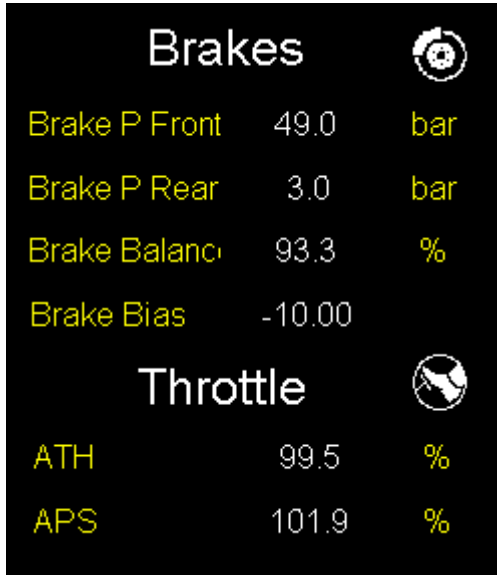 Brakes
Brake P Front 49.0 bar
Brake P Rear 3.0 bar
Brake Balanc 93.3 %
Brake Bias -10.00
Throttle
ATH 99.5 %
APS 101.9 %